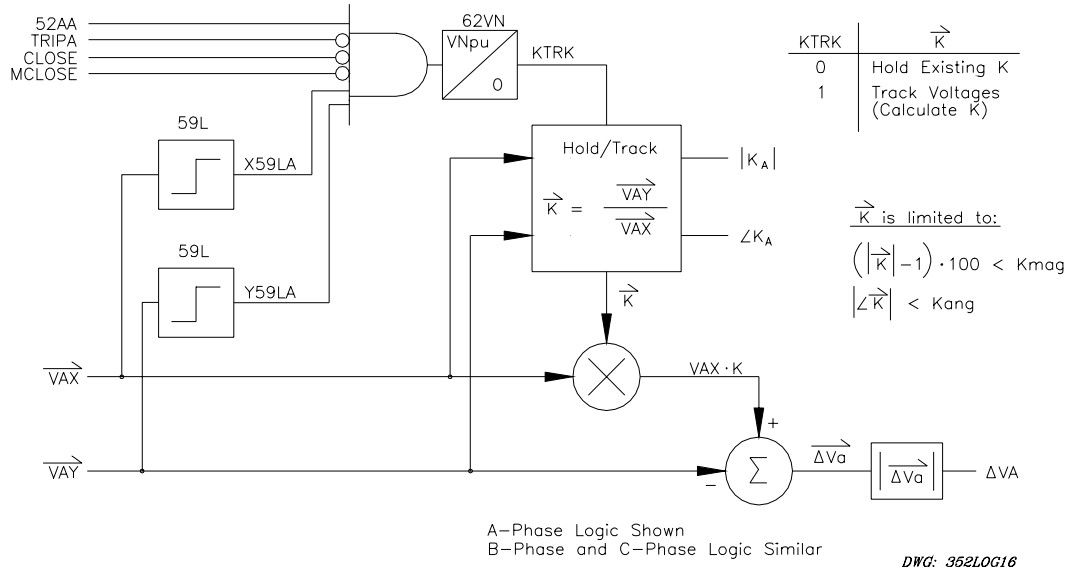 52AA
TRIPA
CLOSE
MCLOSE
62VN
VNpu
0
KTRK
KTRK K
0 Hold Existing K
1 Track Voltages
(Calculate K)
59L
X59LA
59L
Y59LA
Hold/Track
K = VAY
VAX
|KA|
∠KA
K
K is limited to:
(|K|-1)·100 < Kmag
|∠K| < Kang
VAX
VAX·K
+
VAY
-
Σ
ΔVa
|ΔVa|
ΔVA
A-Phase Logic Shown
B-Phase and C-Phase Logic Similar
DWG: 352LOG16